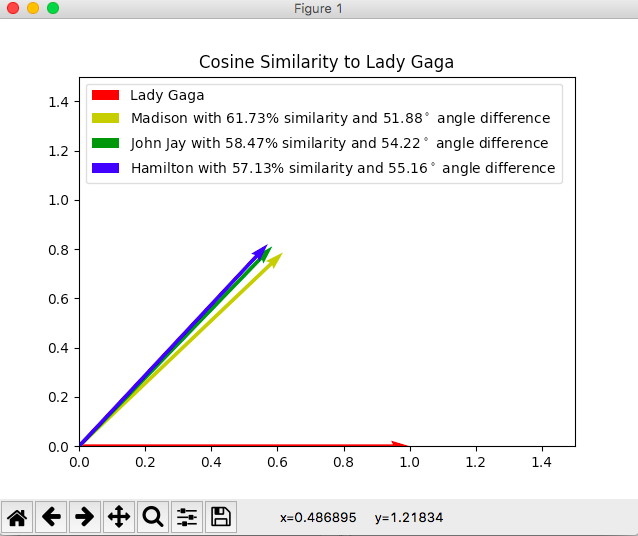 Figure 1
Cosine Similarity to Lady Gaga
Lady Gaga
Madison with 61.73% similarity and 51.88° angle difference
John Jay with 58.47% similarity and 54.22° angle difference
Hamilton with 57.13% similarity and 55.16° angle difference
1.4
1.2
1.0
0.8
0.6
0.4
0.2
0.0
0.0 0.2 0.4 0.6 0.8 1.0 1.2 1.4
x=0.486895 y=1.21834